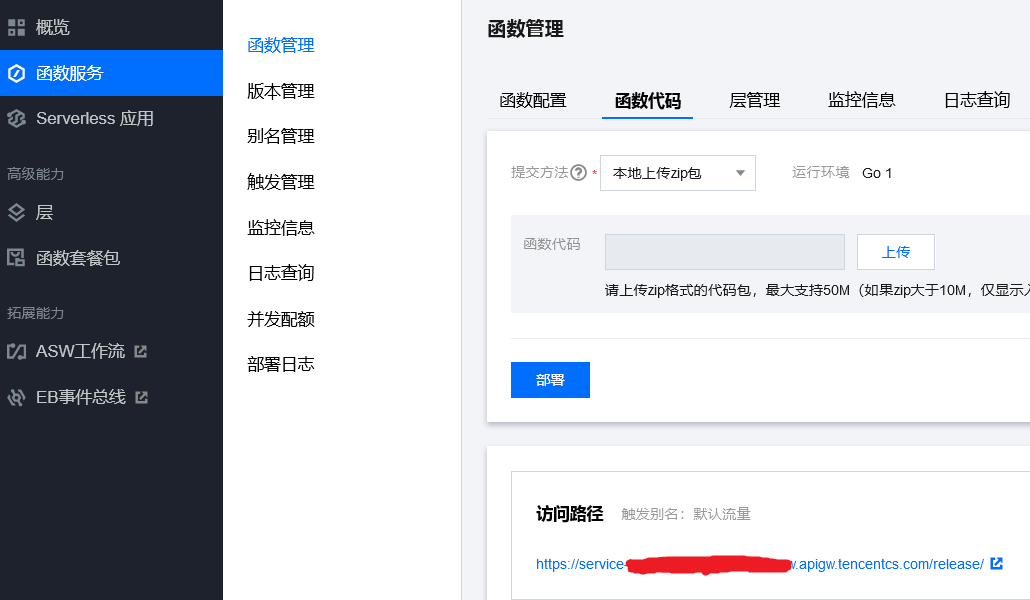 概览
函数服务
Serverless 应用
高级能力
层
函数套餐包
拓展能力
ASW工作流
EB事件总线
函数管理
版本管理
别名管理
触发管理
监控信息
日志查询
并发配额
部署日志
函数管理
函数配置 函数代码 层管理 监控信息 日志查询
提交方法 ? * 本地上传zip包 运行环境 Go 1
函数代码 上传
请上传zip格式的代码包，最大支持50M（如果zip大于10M，仅显示
部署
访问路径 触发别名：默认流量
https://service- .apigw.tencentcs.com/release/